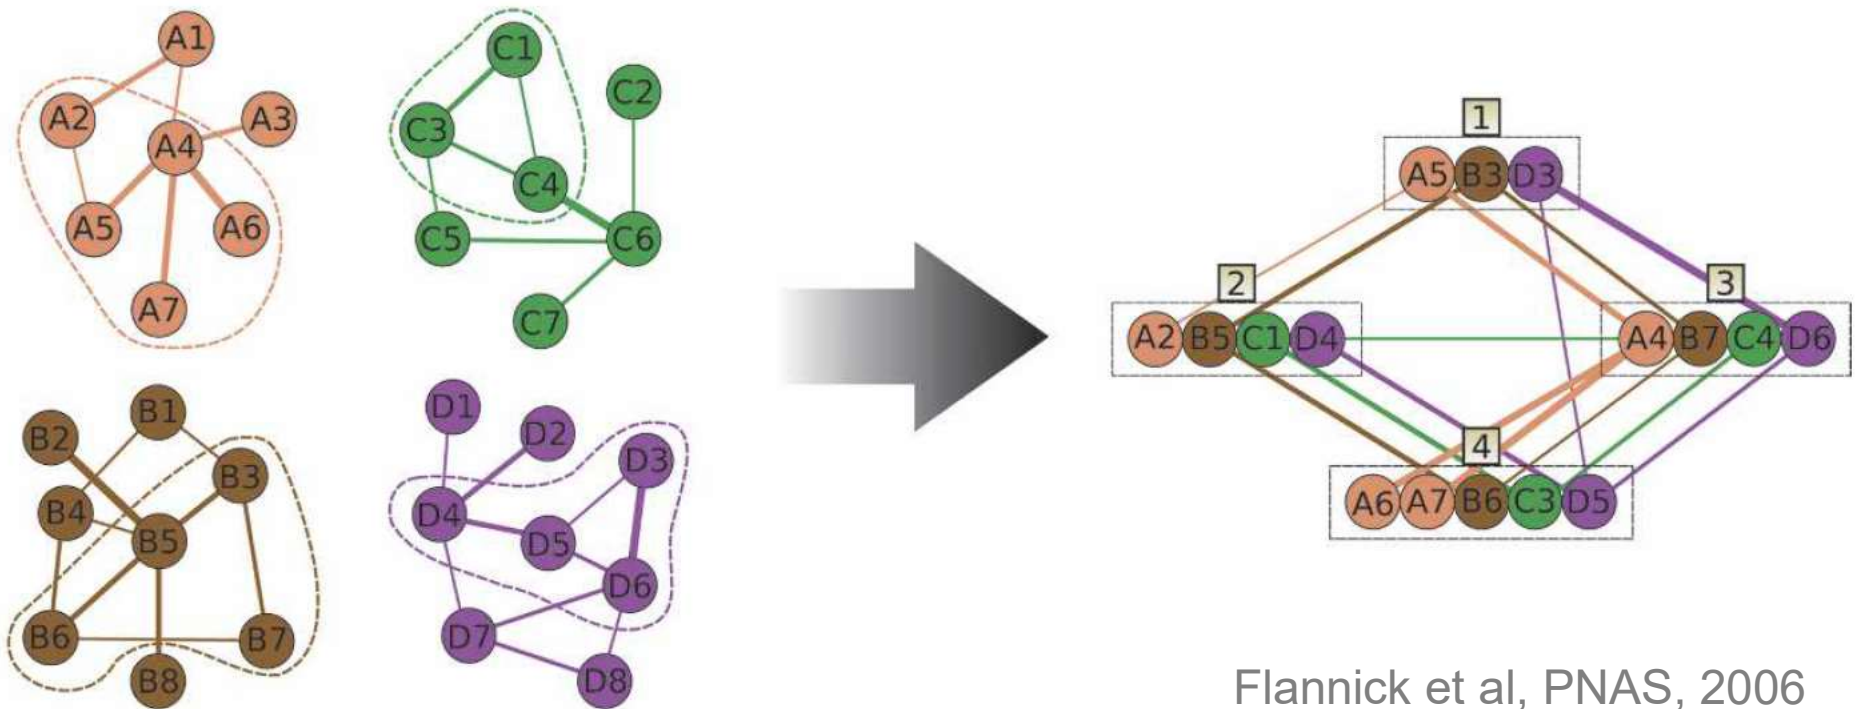 A1
A2
A3
A4
A5
A6
A7
C1
C2
C3
C4
C5
C6
C7
B1
B2
B3
B4
B5
B6
B7
B8
D1
D2
D3
D4
D5
D6
D7
D8
1
A5 B3 D3
2
3
A2 B5 C1 D4
A4 B7 C4 D6
4
A6 A7 B6 C3 D5
Flannick et al, PNAS, 2006